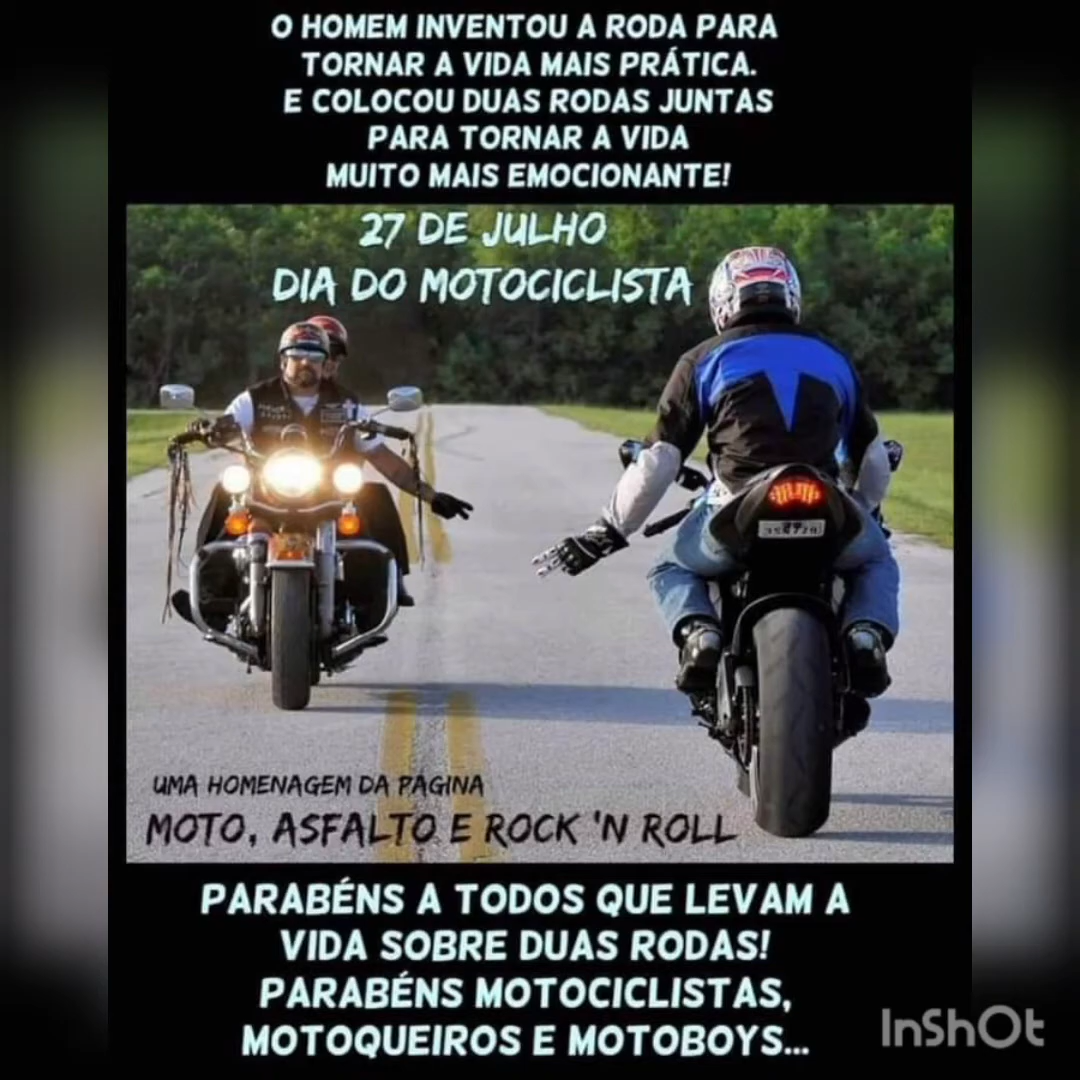 O HOMEM INVENTOU A RODA PARA
TORNAR A VIDA MAIS PRÁTICA.
E COLOCOU DUAS RODAS JUNTAS
PARA TORNAR A VIDA
MUITO MAIS EMOCIONANTE!
27 DE JULHO
DIA DO MOTOCICLISTA
UMA HOMENAGEM DA PÁGINA
MOTO, ASFALTO E ROCK 'N ROLL
PARABÉNS A TODOS QUE LEVAM A
VIDA SOBRE DUAS RODAS!
PARABÉNS MOTOCICLISTAS,
MOTOQUEIROS E MOTOBOYS...
InShOt